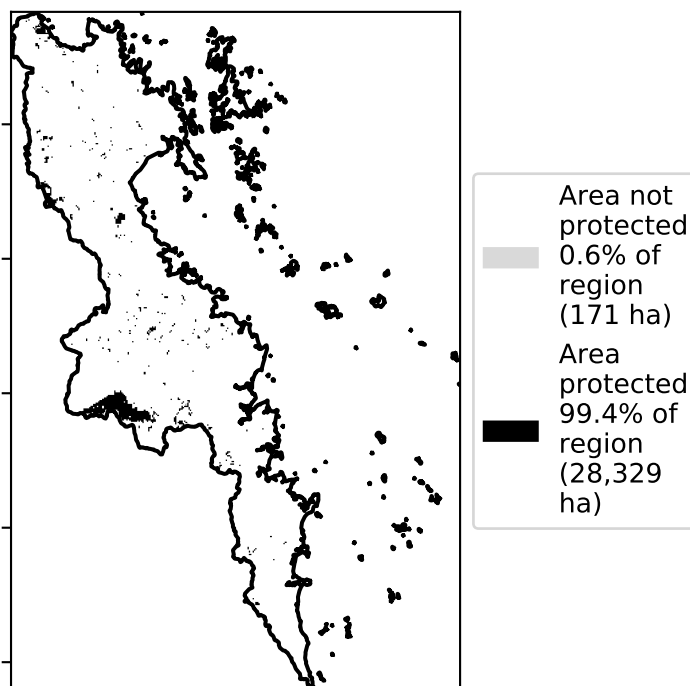 Area not
protected
0.6% of
region
(171 ha)
Area
protected
99.4% of
region
(28,329
ha)